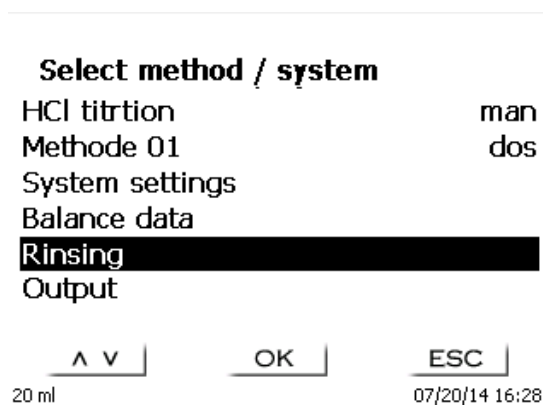 Select method / system
HCl titrtion man
Methode 01 dos
System settings
Balance data
Rinsing
Output
∧ ∨ OK ESC
20 ml 07/20/14 16:28